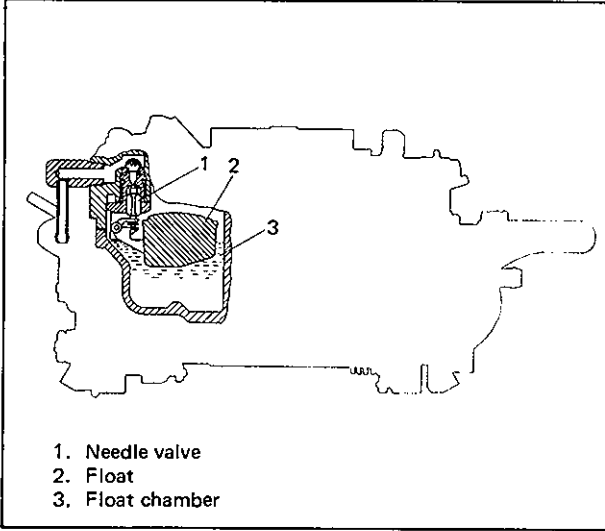 1
2
3
1. Needle valve
2. Float
3. Float chamber